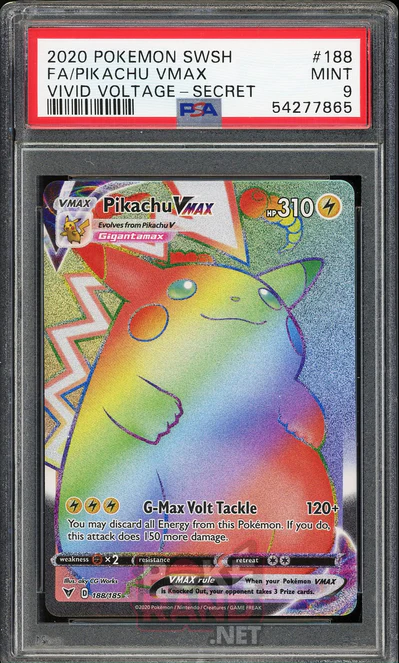 2020 POKEMON SWSH #188
FA/PIKACHU VMAX MINT
VIVID VOLTAGE-SECRET 9
PSA 54277865
VMAX Pikachu VMAX HP 310
Evolves from Pikachu V
Gigantamax
G-Max Volt Tackle 120+
You may discard all Energy from this Pokémon. If you do,
this attack does 150 more damage.
weakness ×2 resistance retreat
Illus. aky CG Works
VMAX rule When your Pokémon VMAX
is Knocked Out, your opponent takes 3 Prize cards.
D 188/185
©2020 Pokémon / Nintendo / Creatures / GAME FREAK
.NET